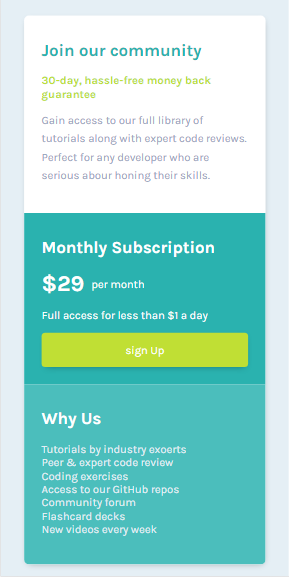 Join our community
30-day, hassle-free money back
guarantee
Gain access to our full library of
tutorials along with expert code reviews.
Perfect for any developer who are
serious abour honing their skills.
Monthly Subscription
$29 per month
Full access for less than $1 a day
sign Up
Why Us
Tutorials by industry exoerts
Peer & expert code review
Coding exercises
Access to our GitHub repos
Community forum
Flashcard decks
New videos every week